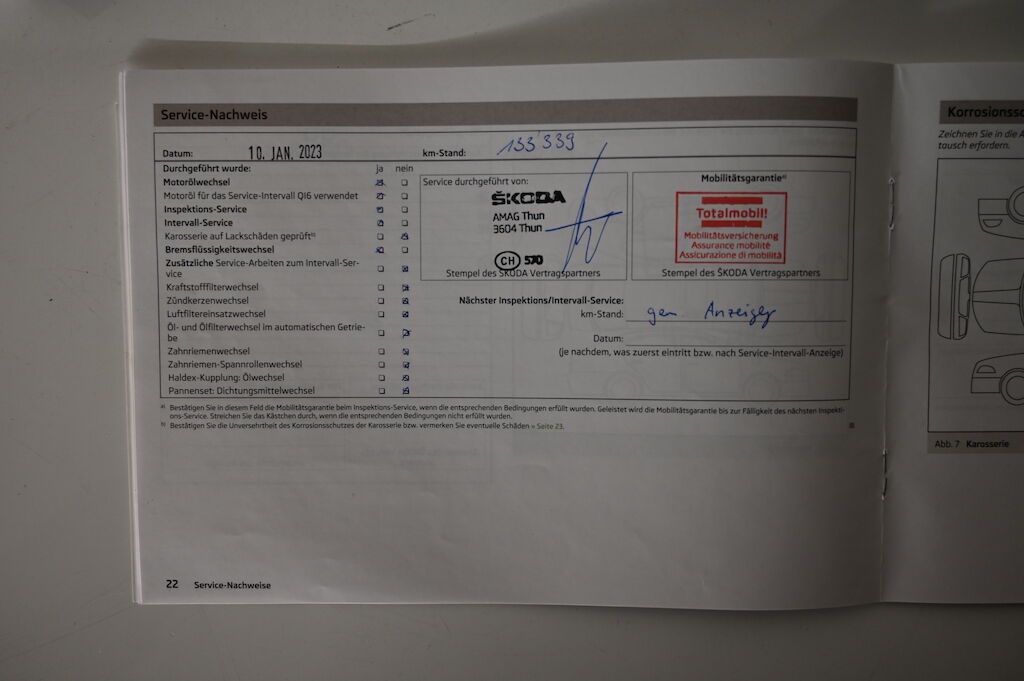 Service-Nachweis
Datum: 10. JAN. 2023 km-Stand: 133'339
Durchgeführt wurde: ja nein
Motorölwechsel
Motoröl für das Service-Intervall QI6 verwendet
Inspektions-Service
Intervall-Service
Karosserie auf Lackschäden geprüft b)
Bremsflüssigkeitswechsel
Zusätzliche Service-Arbeiten zum Intervall-Ser-
vice
Kraftstofffilterwechsel
Zündkerzenwechsel
Luftfiltereinsatzwechsel
Öl- und Ölfilterwechsel im automatischen Getrie-
be
Zahnriemenwechsel
Zahnriemen-Spannrollenwechsel
Haldex-Kupplung: Ölwechsel
Pannenset: Dichtungsmittelwechsel
Service durchgeführt von:
ŠKODA
AMAG Thun
3604 Thun
CH 570
Stempel des ŠKODA Vertragspartners
Mobilitätsgarantie a)
Totalmobil!
Mobilitätsversicherung
Assurance mobilité
Assicurazione di mobilità
Stempel des ŠKODA Vertragspartners
Nächster Inspektions/Intervall-Service:
km-Stand: gem Anzeiger
Datum:
(je nachdem, was zuerst eintritt bzw. nach Service-Intervall-Anzeige)
a) Bestätigen Sie in diesem Feld die Mobilitätsgarantie beim Inspektions-Service, wenn die entsprechenden Bedingungen erfüllt wurden. Geleistet wird die Mobilitätsgarantie bis zur Fälligkeit des nächsten Inspekti-
ons-Service. Streichen Sie das Kästchen durch, wenn die entsprechenden Bedingungen nicht erfüllt wurden.
b) Bestätigen Sie die Unversehrtheit des Korrosionsschutzes der Karosserie bzw. vermerken Sie eventuelle Schäden » Seite 23.
22 Service-Nachweise
Korrosionssc
Zeichnen Sie in die A
tausch erfordern.
Abb. 7 Karosserie